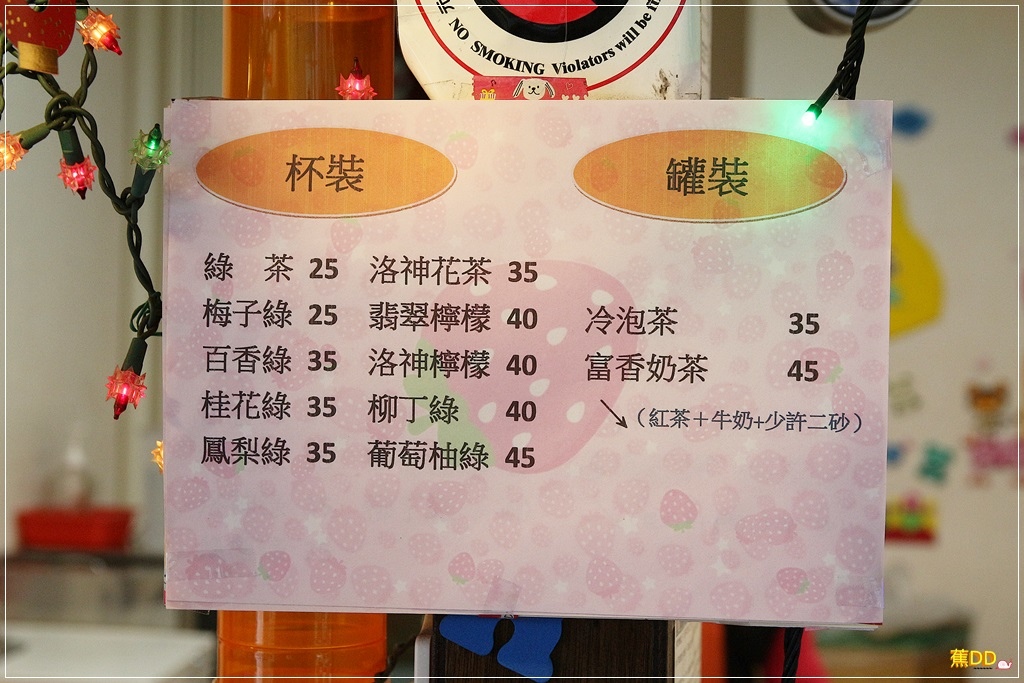 NO SMOKING Violators will be
杯裝
罐裝
綠 茶 25 洛神花茶 35
梅子綠 25 翡翠檸檬 40 冷泡茶 35
百香綠 35 洛神檸檬 40 富香奶茶 45
桂花綠 35 柳丁綠 40 ↘(紅茶+牛奶+少許二砂)
鳳梨綠 35 葡萄柚綠 45
蕉DD